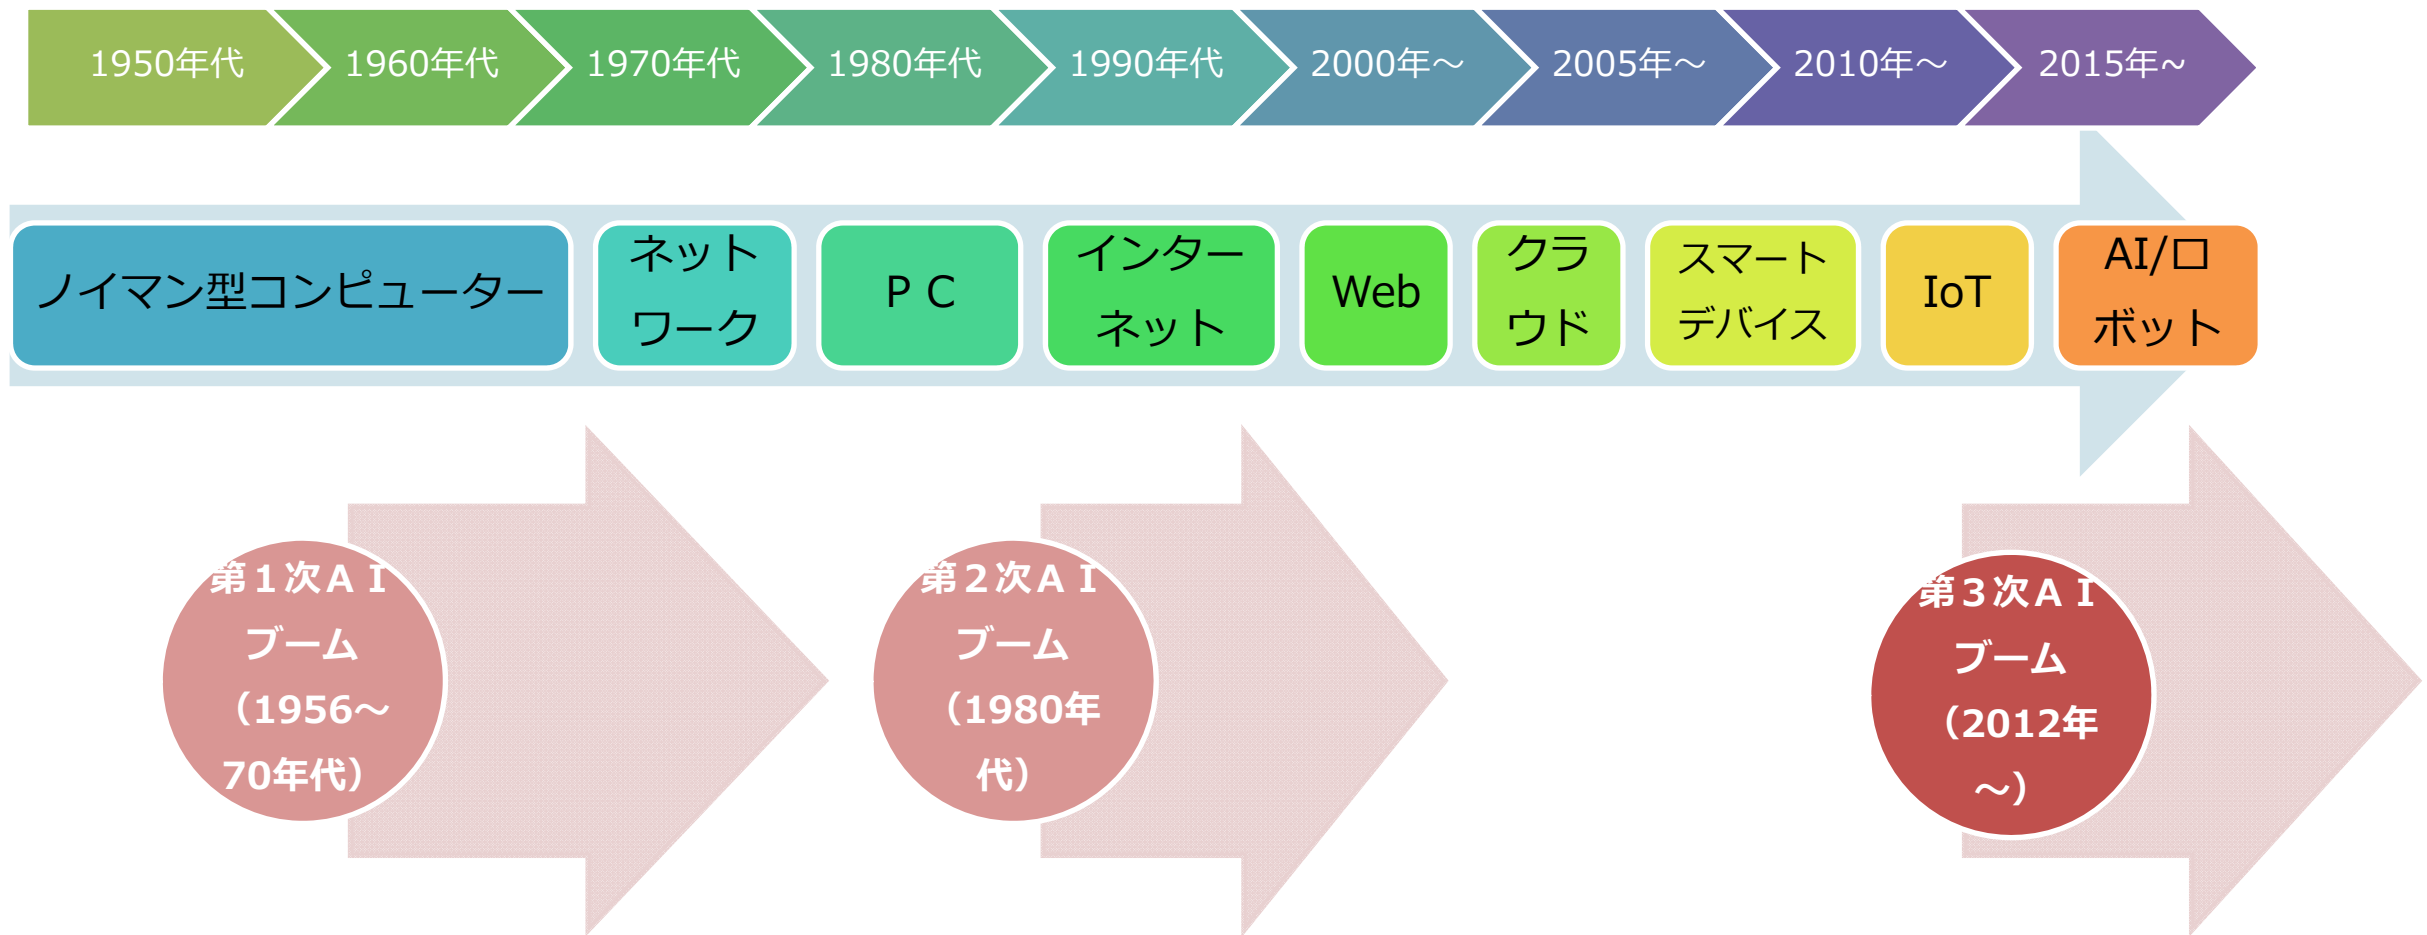 1950年代
1960年代
1970年代
1980年代
1990年代
2000年～
2005年～
2010年～
2015年~
ノイマン型コンピューター
ネット
ワーク
ＰＣ
インター
ネット
Web
クラ
ウド
スマート
デバイス
IoT
AI/ロ
ボット
第１次ＡＩ
ブーム
（1956～
70年代）
第２次ＡＩ
ブーム
（1980年
代）
第３次ＡＩ
ブーム
（2012年
～）